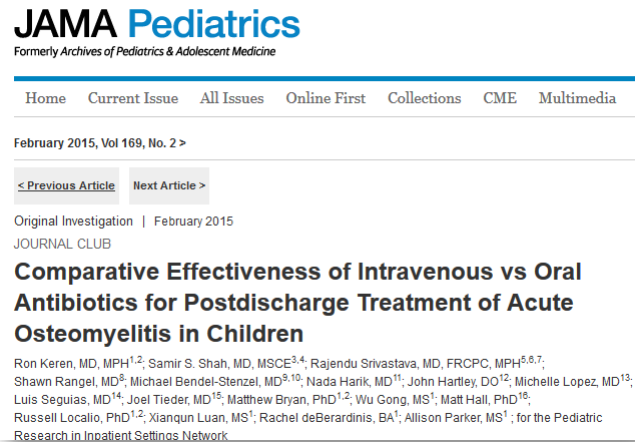 JAMA Pediatrics
Formerly Archives of Pediatrics & Adolescent Medicine
Home Current Issue All Issues Online First Collections CME Multimedia
February 2015, Vol 169, No. 2 >
< Previous Article Next Article >
Original Investigation | February 2015
JOURNAL CLUB
Comparative Effectiveness of Intravenous vs Oral
Antibiotics for Postdischarge Treatment of Acute
Osteomyelitis in Children
Ron Keren, MD, MPH1,2; Samir S. Shah, MD, MSCE3,4; Rajendu Srivastava, MD, FRCPC, MPH5,6,7;
Shawn Rangel, MD8; Michael Bendel-Stenzel, MD9,10; Nada Harik, MD11; John Hartley, DO12; Michelle Lopez, MD13;
Luis Seguias, MD14; Joel Tieder, MD15; Matthew Bryan, PhD1,2; Wu Gong, MS1; Matt Hall, PhD16;
Russell Localio, PhD1,2; Xianqun Luan, MS1; Rachel deBerardinis, BA1; Allison Parker, MS1 ; for the Pediatric
Research in Inpatient Settings Network